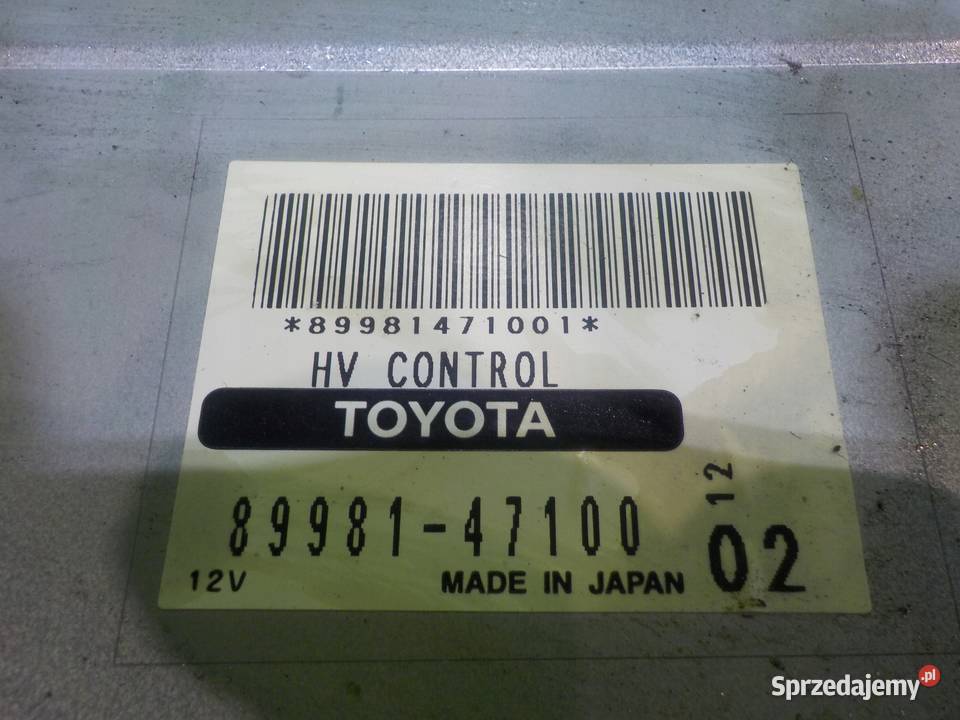 *89981471001*
HV CONTROL
TOYOTA
89981-47100
12
02
12V MADE IN JAPAN
Sprzedajemy.pl